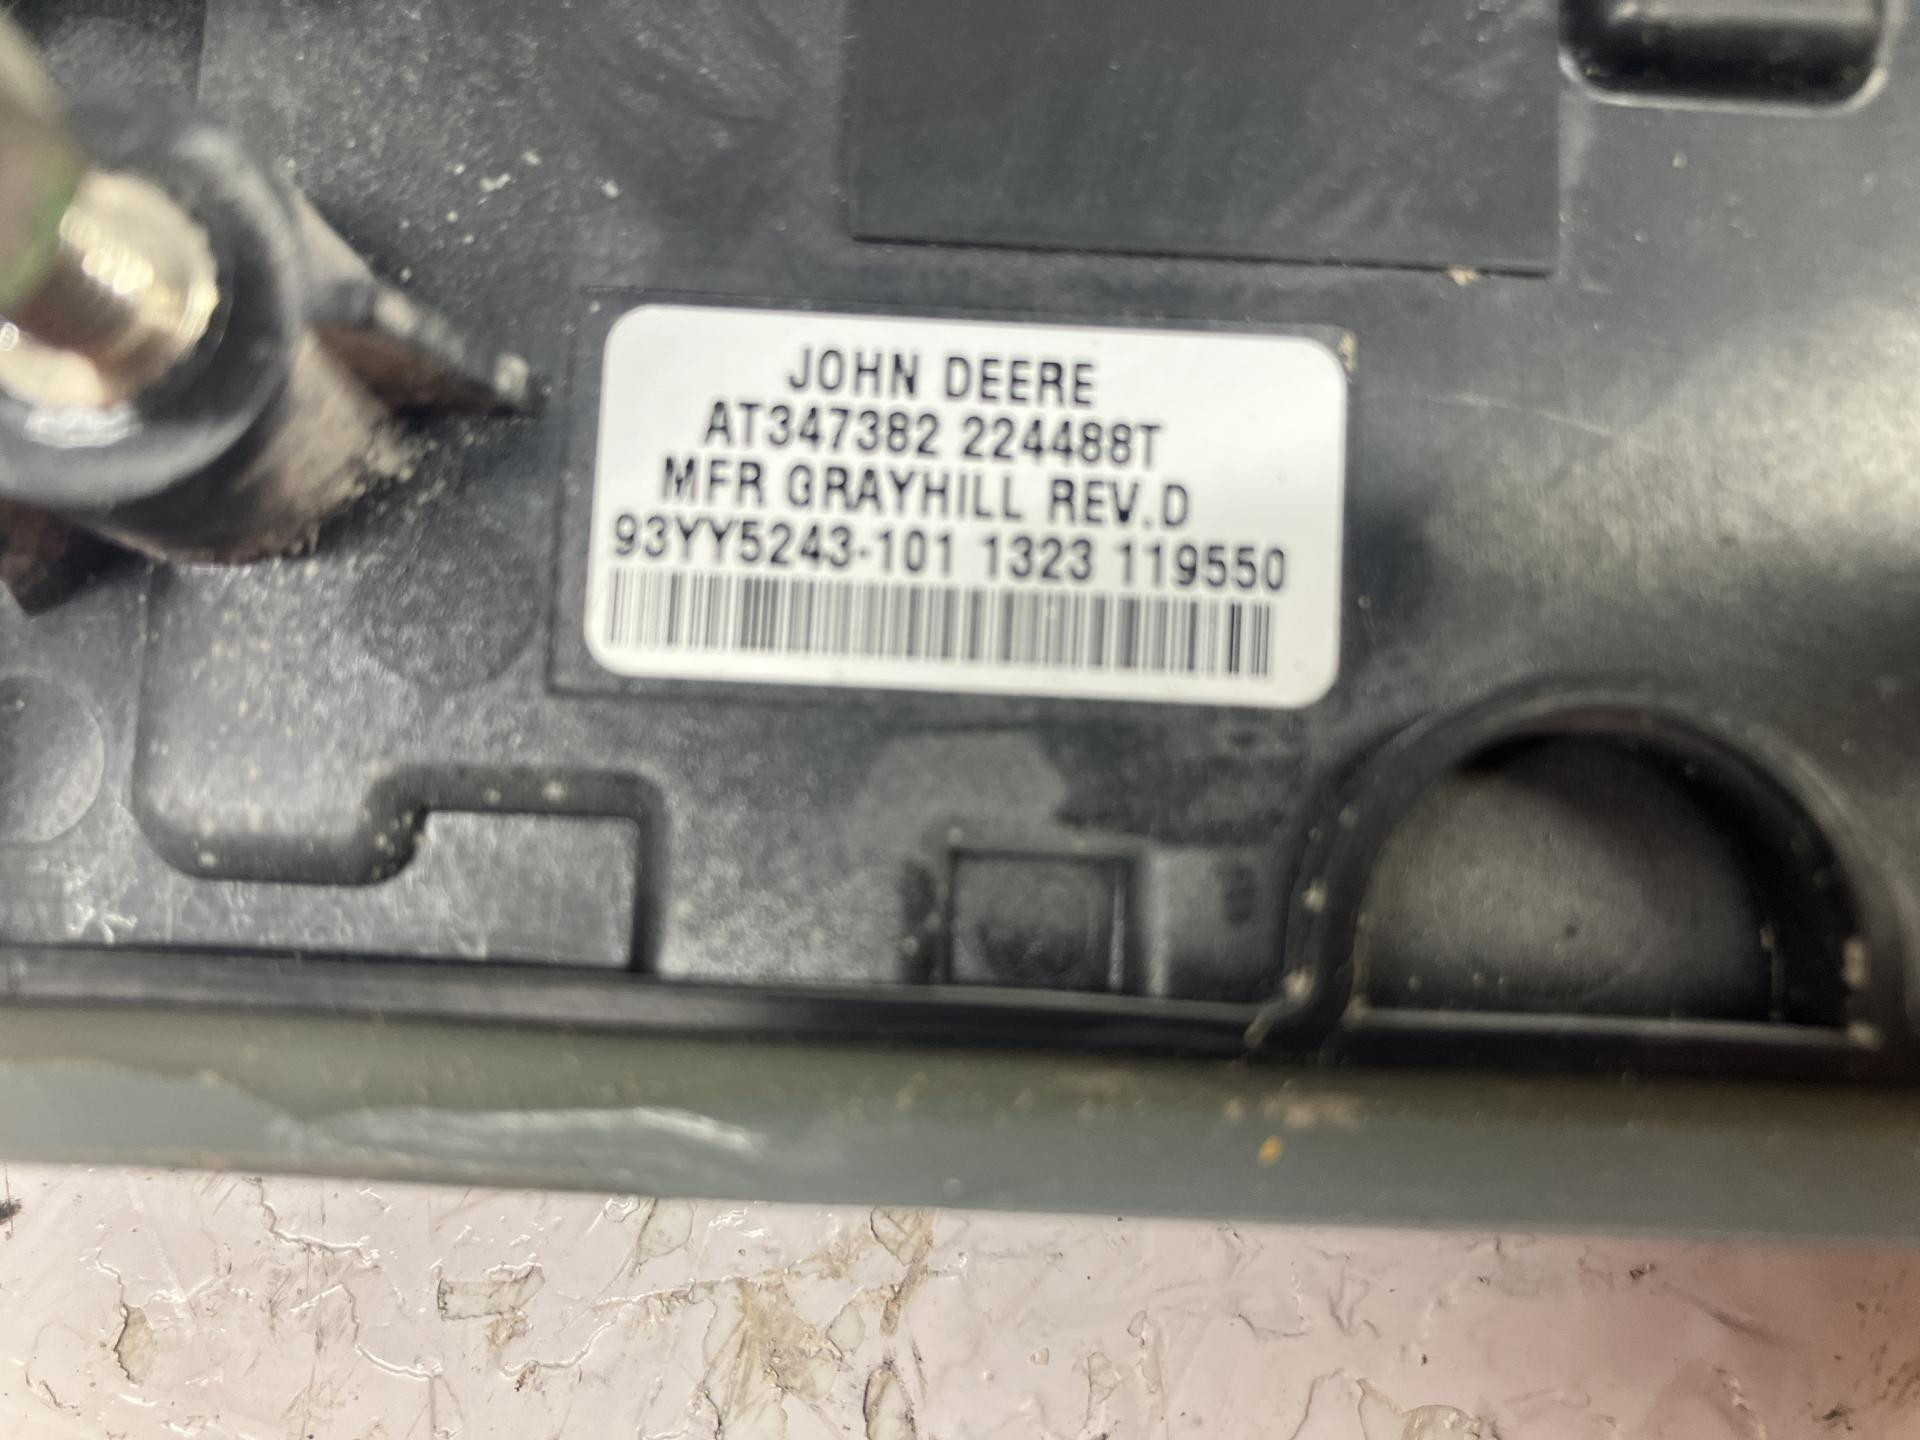 JOHN DEERE
AT347382 224488T
MFR GRAYHILL REV.D
93YY5243-101 1323 119550